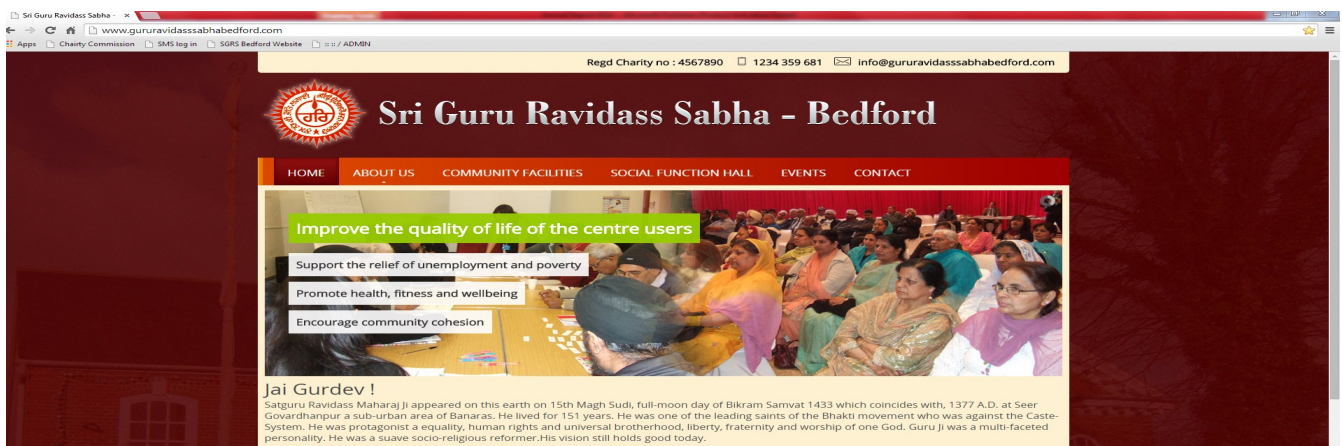 Sri Guru Ravidass Sabha -
www.gururavidasssabhabedford.com
Apps Chairty Commission SMS log in SGRS Bedford Website :: :: / ADMIN
Regd Charity no : 4567890 1234 359 681 info@gururavidasssabhabedford.com
हरि
Sri Guru Ravidass Sabha - Bedford
HOME ABOUT US COMMUNITY FACILITIES SOCIAL FUNCTION HALL EVENTS CONTACT
Improve the quality of life of the centre users
Support the relief of unemployment and poverty
Promote health, fitness and wellbeing
Encourage community cohesion
Jai Gurdev !
Satguru Ravidass Maharaj Ji appeared on this earth on 15th Magh Sudi, full-moon day of Bikram Samvat 1433 which coincides with, 1377 A.D. at Seer
Govardhanpur a sub-urban area of Banaras. He lived for 151 years. He was one of the leading saints of the Bhakti movement who was against the Caste-
System. He was protagonist a equality, human rights and universal brotherhood, liberty, fraternity and worship of one God. Guru Ji was a multi-faceted
personality. He was a suave socio-religious reformer.His vision still holds good today.